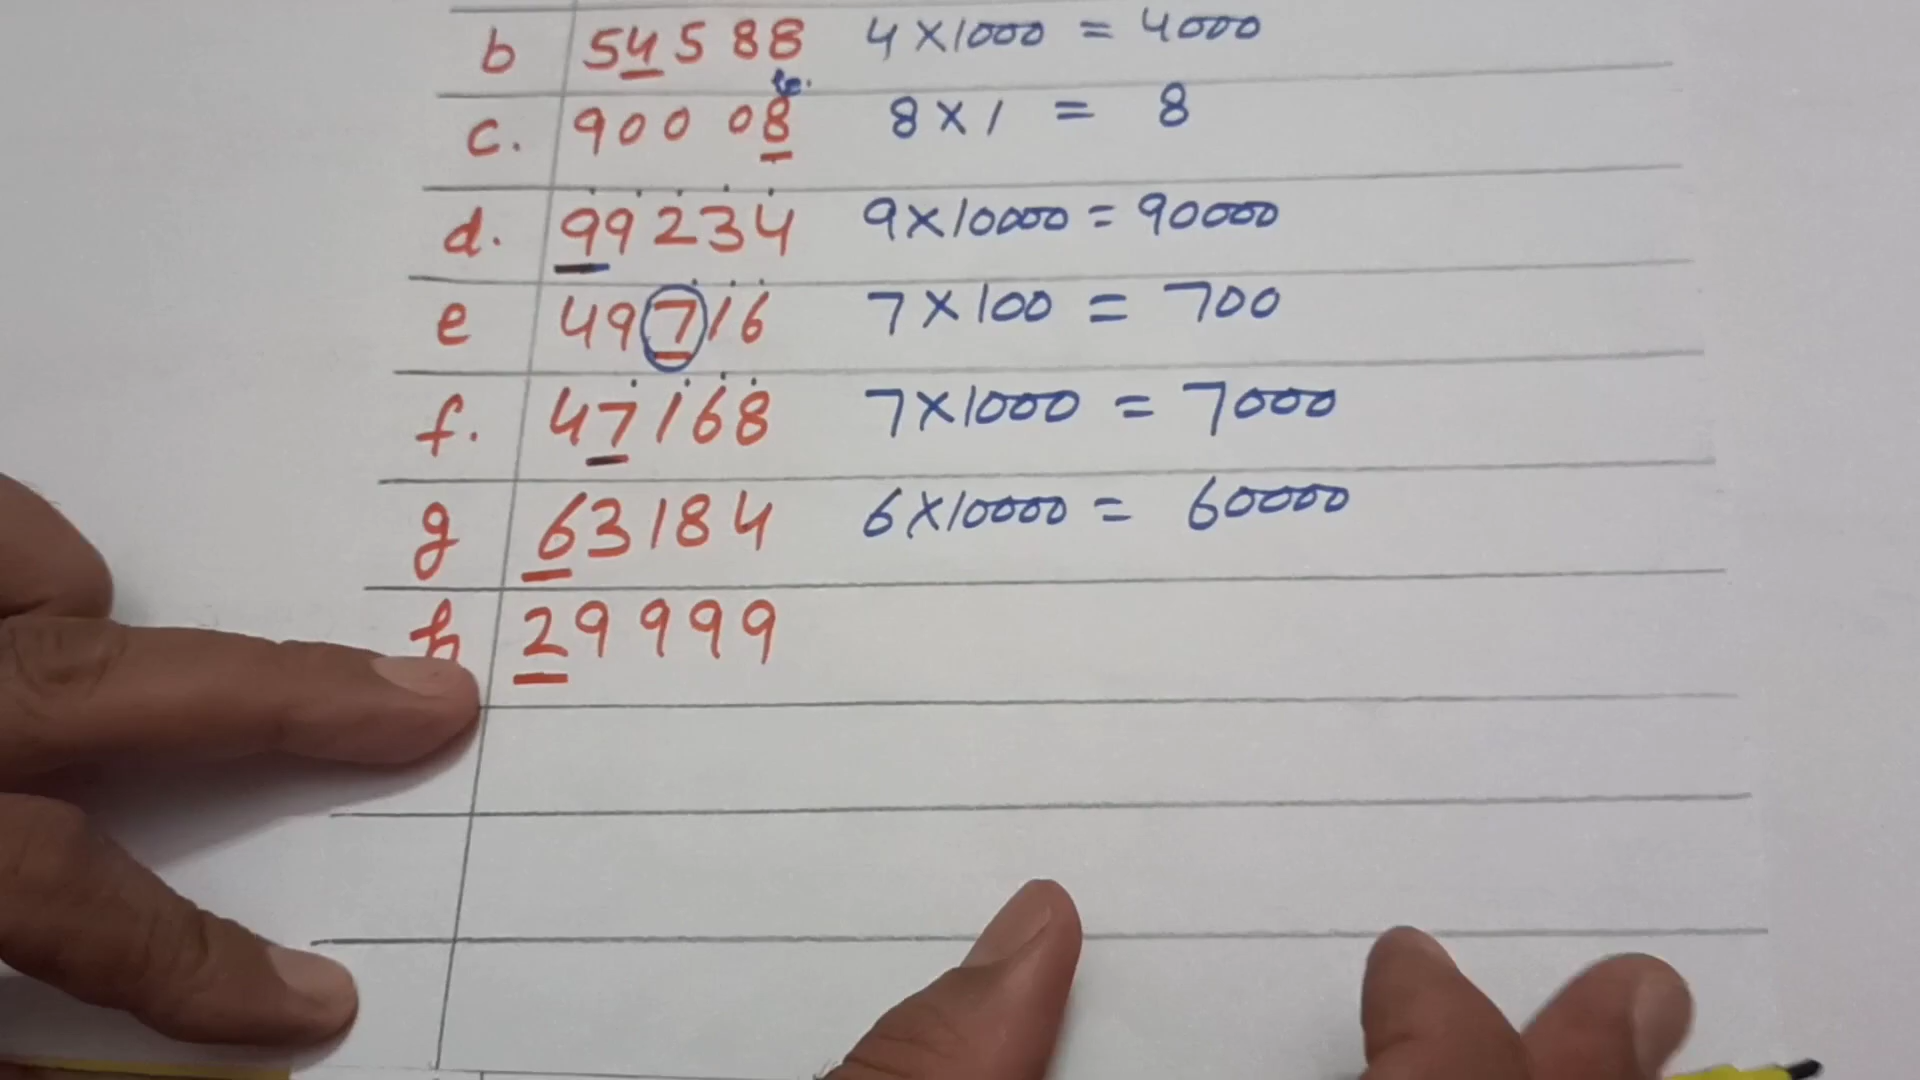 b 54588 4×1000 = 4000
c. 90008 8×1 = 8
d. 99234 9×10000 = 90000
e 49716 7×100 = 700
f. 47168 7×1000 = 7000
g 63184 6×10000 = 60000
h 29999